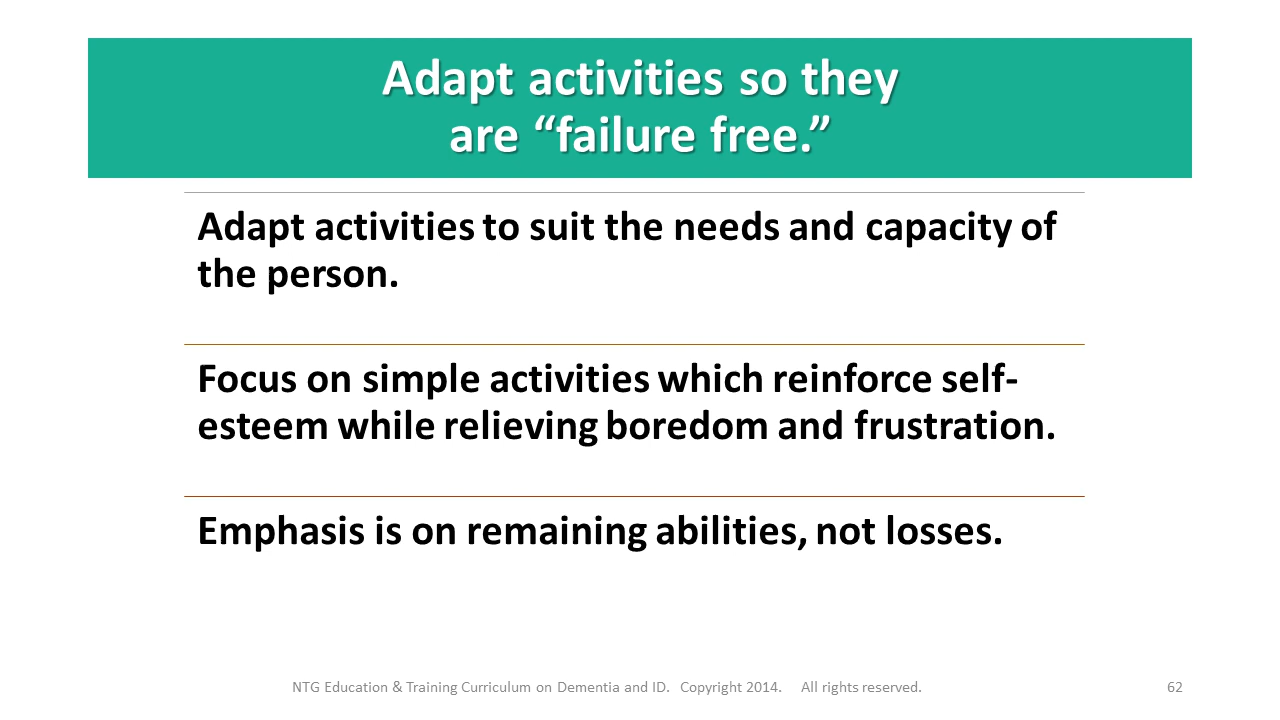 Adapt activities so they
are “failure free.”
Adapt activities to suit the needs and capacity of
the person.
Focus on simple activities which reinforce self-
esteem while relieving boredom and frustration.
Emphasis is on remaining abilities, not losses.
NTG Education & Training Curriculum on Dementia and ID. Copyright 2014. All rights reserved.
62